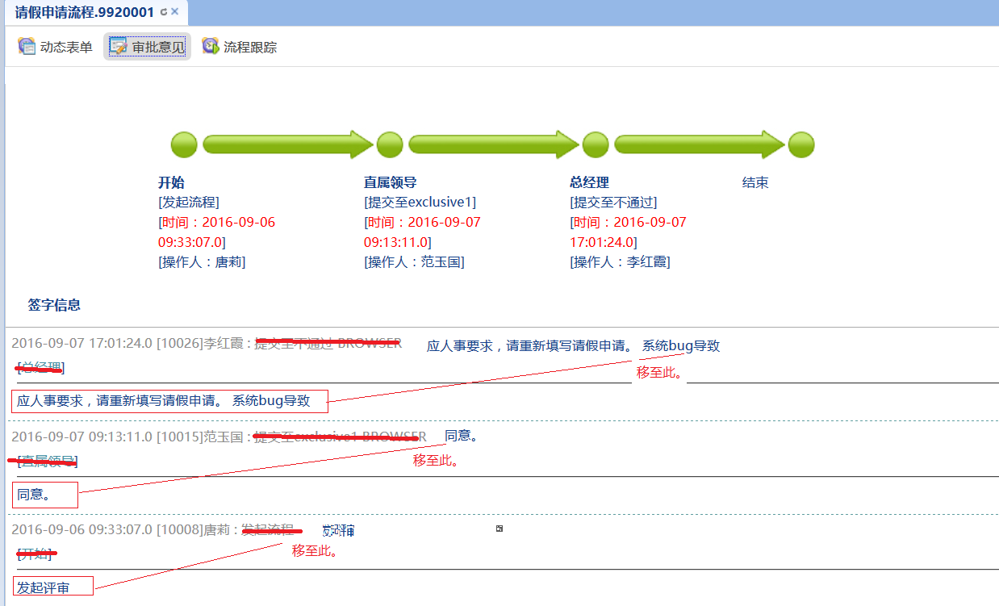 请假申请流程.9920001
动态表单 审批意见 流程跟踪
开始 直属领导 总经理 结束
[发起流程] [提交至exclusive1] [提交至不通过]
[时间：2016-09-06 [时间：2016-09-07 [时间：2016-09-07
09:33:07.0] 09:13:11.0] 17:01:24.0]
[操作人：唐莉] [操作人：范玉国] [操作人：李红霞]
签字信息
2016-09-07 17:01:24.0 [10026]李红霞 : 提交至不通过 BROWSER 应人事要求，请重新填写请假申请。 系统bug导致
[总经理] 移至此。
应人事要求，请重新填写请假申请。 系统bug导致
2016-09-07 09:13:11.0 [10015]范玉国 : 提交至exclusive1 BROWSER 同意。
[直属领导] 移至此。
同意。
2016-09-06 09:33:07.0 [10008]唐莉 : 发起流程 发起评审
[开始] 移至此。
发起评审